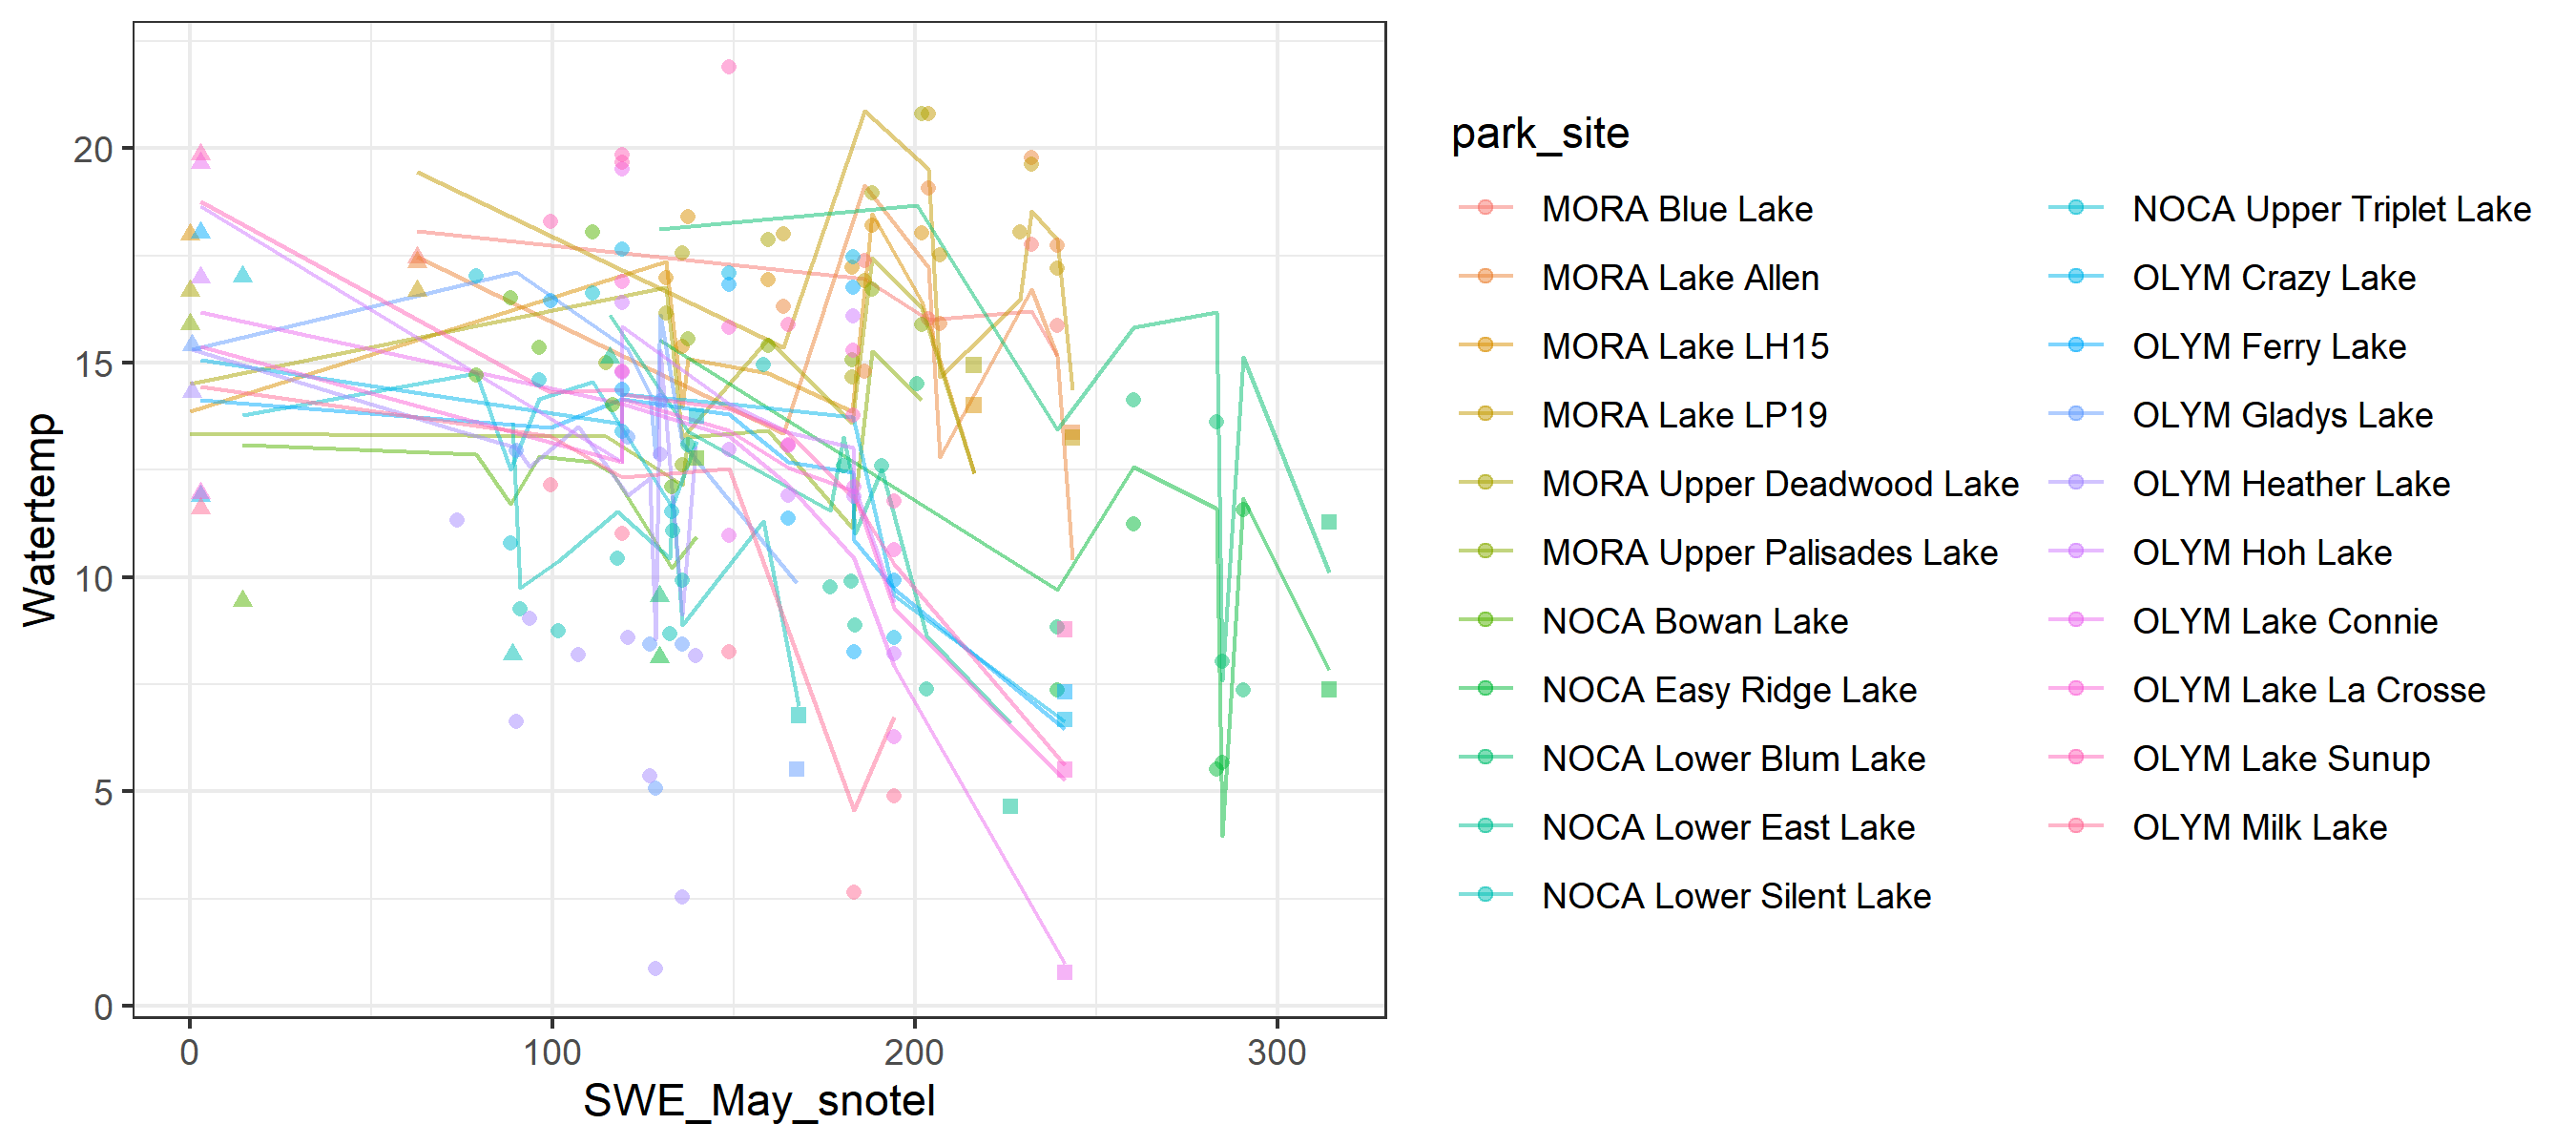 Watertemp
20
15
10
5
0
0
100
200
300
SWE_May_snotel
park_site
MORA Blue Lake
MORA Lake Allen
MORA Lake LH15
MORA Lake LP19
MORA Upper Deadwood Lake
MORA Upper Palisades Lake
NOCA Bowan Lake
NOCA Easy Ridge Lake
NOCA Lower Blum Lake
NOCA Lower East Lake
NOCA Lower Silent Lake
NOCA Upper Triplet Lake
OLYM Crazy Lake
OLYM Ferry Lake
OLYM Gladys Lake
OLYM Heather Lake
OLYM Hoh Lake
OLYM Lake Connie
OLYM Lake La Crosse
OLYM Lake Sunup
OLYM Milk Lake